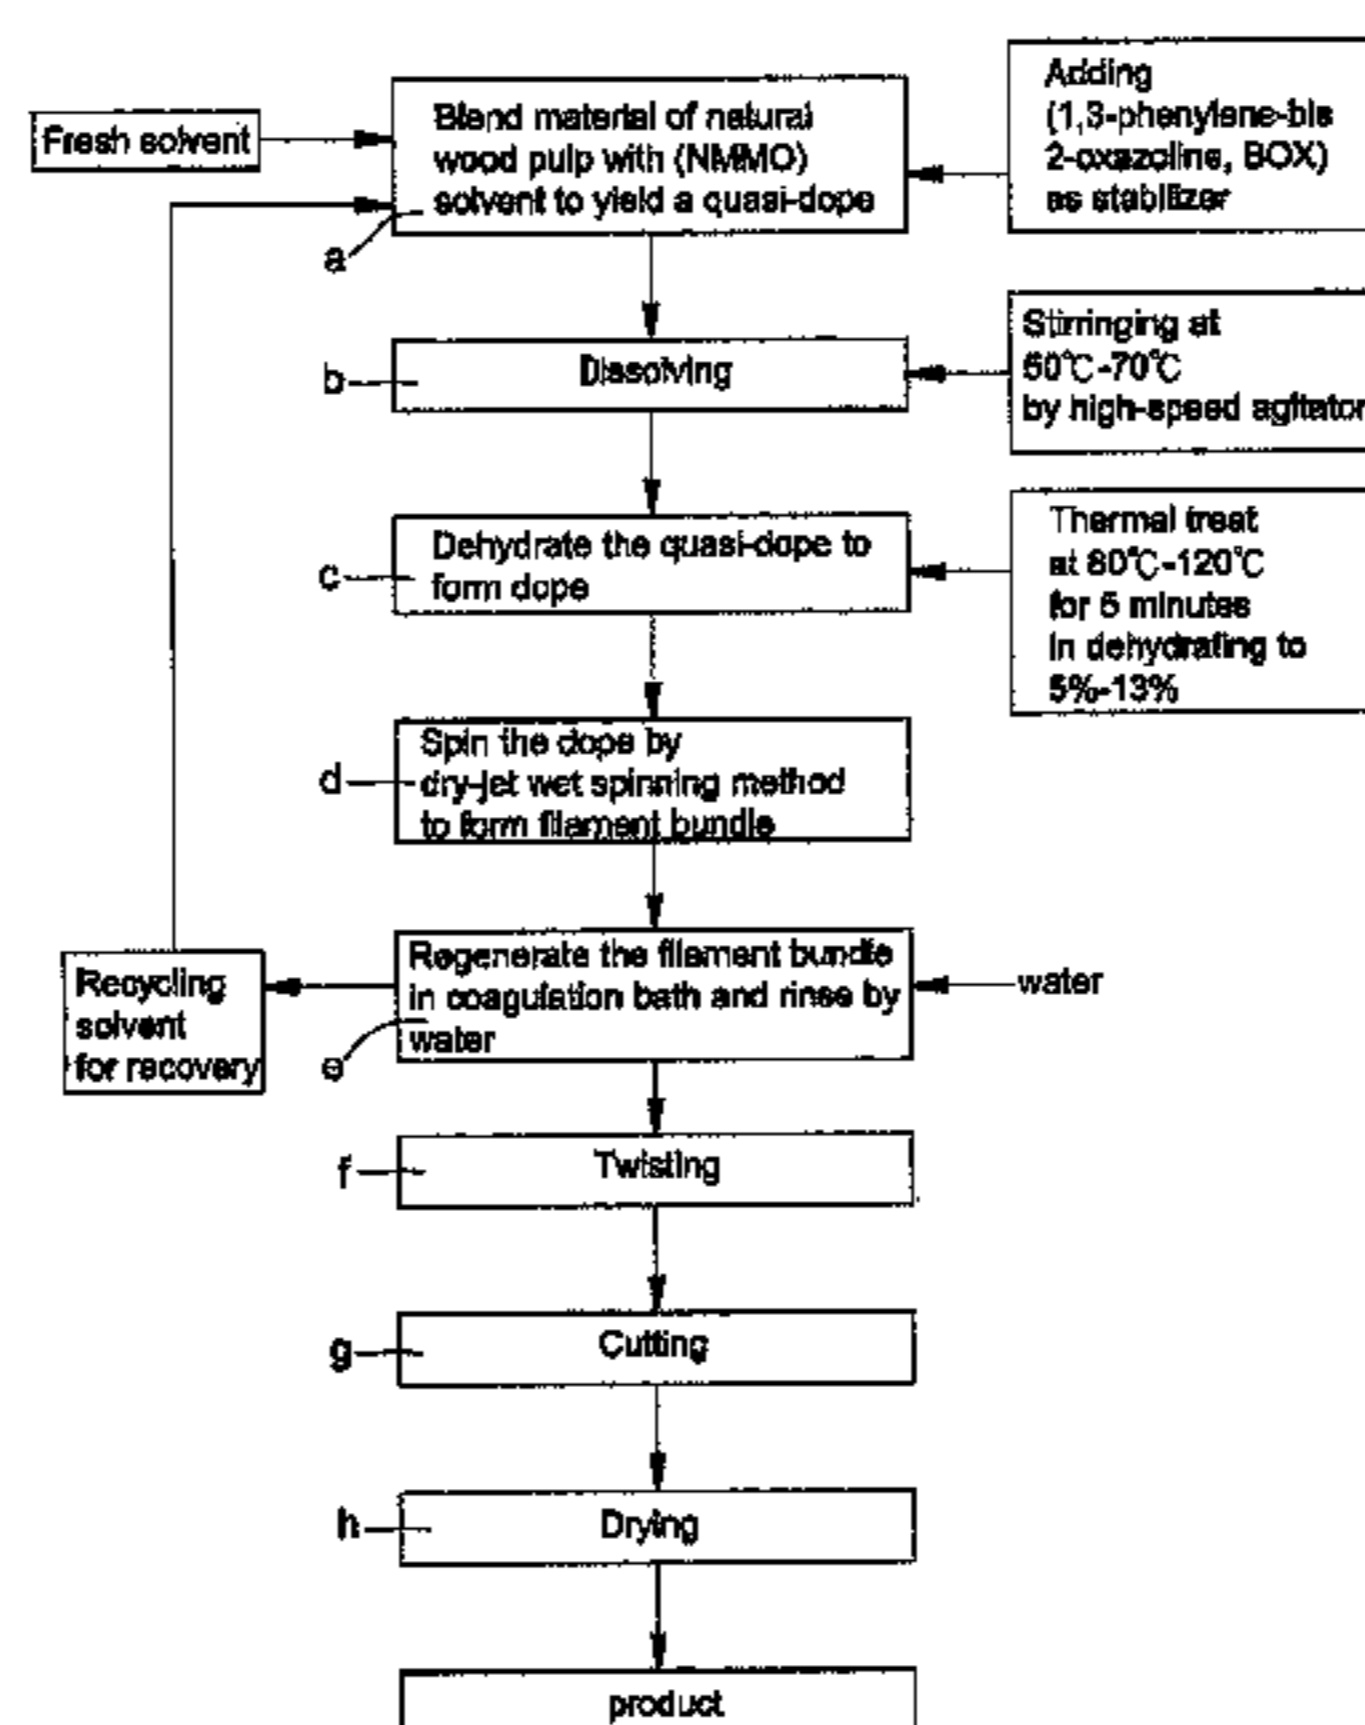 Fresh solvent
Blend material of natural
wood pulp with (NMMO)
solvent to yield a quasi-dope
a
Adding
(1,3-phenylene-bis
2-oxazoline, BOX)
as stabilizer
b
Dissolving
Stirringing at
60℃-70℃
by high-speed agitator
c
Dehydrate the quasi-dope to
form dope
Thermal treat
at 80℃-120℃
for 5 minutes
in dehydrating to
5%-13%
d
Spin the dope by
dry-jet wet spinning method
to form filament bundle
Recycling
solvent
for recovery
Regenerate the filament bundle
in coagulation bath and rinse by
water
e
water
f
Twisting
g
Cutting
h
Drying
product